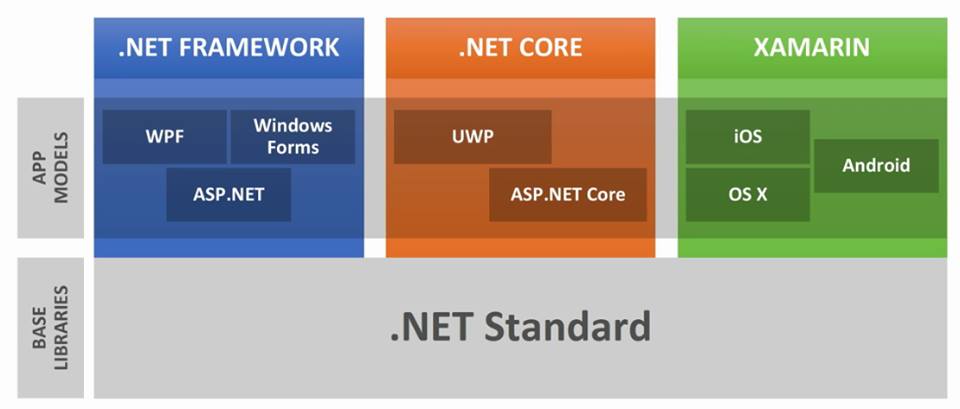 .NET FRAMEWORK
.NET CORE
XAMARIN
APP
MODELS
WPF
Windows
Forms
ASP.NET
UWP
ASP.NET Core
iOS
Android
OS X
BASE
LIBRARIES
.NET Standard